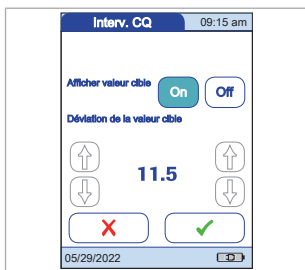 Interv. CQ 09:15 am
Afficher valeur cible On Off
Déviation de la valeur cible
11.5
05/29/2022